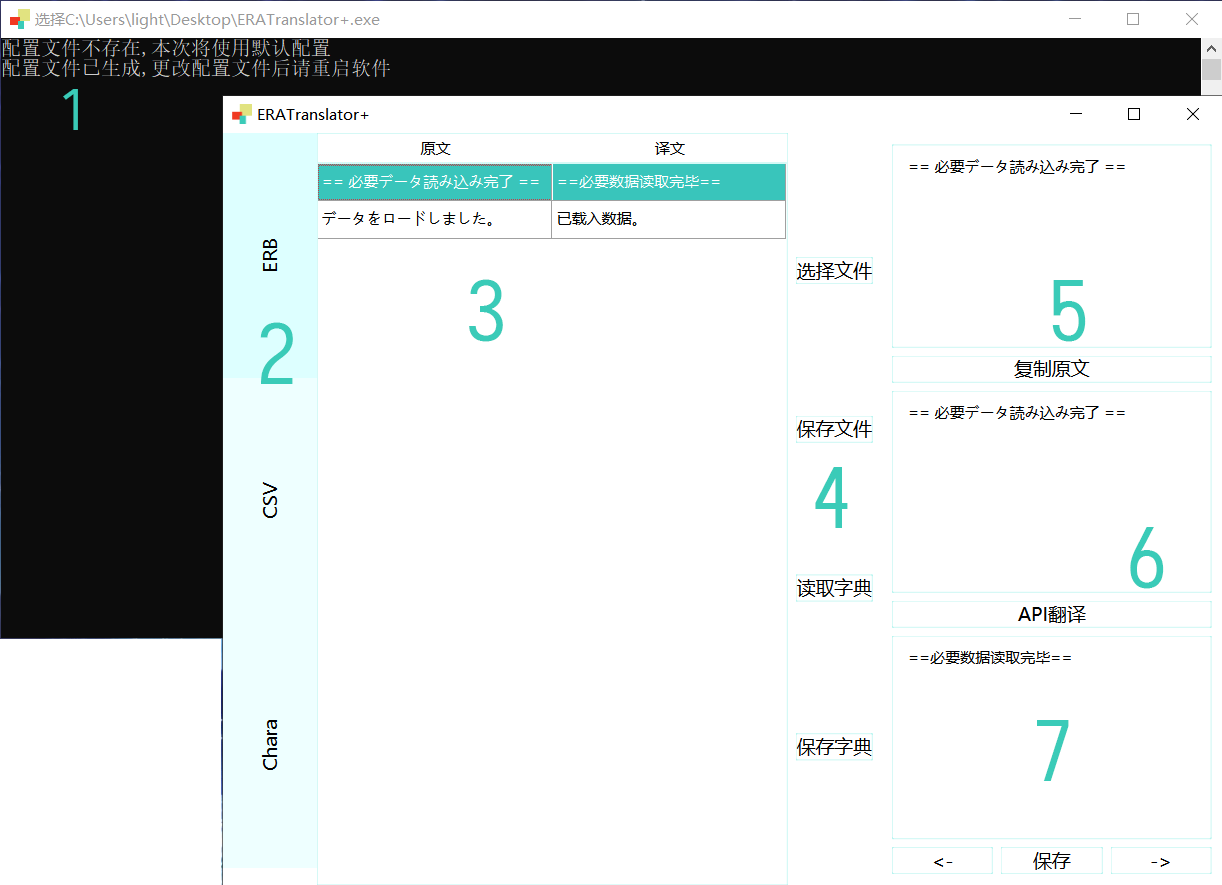 选择C:\Users\light\Desktop\ERATranslator+.exe
配置文件不存在,本次将使用默认配置
配置文件已生成,更改配置文件后请重启软件
1
ERATranslator+
ERB
2
CSV
Chara
原文 译文
== 必要データ読み込み完了 == ==必要数据读取完毕==
データをロードしました。 已载入数据。
3
选择文件
保存文件
4
读取字典
保存字典
== 必要データ読み込み完了 ==
5
复制原文
== 必要データ読み込み完了 ==
6
API翻译
==必要数据读取完毕==
7
<- 保存 ->